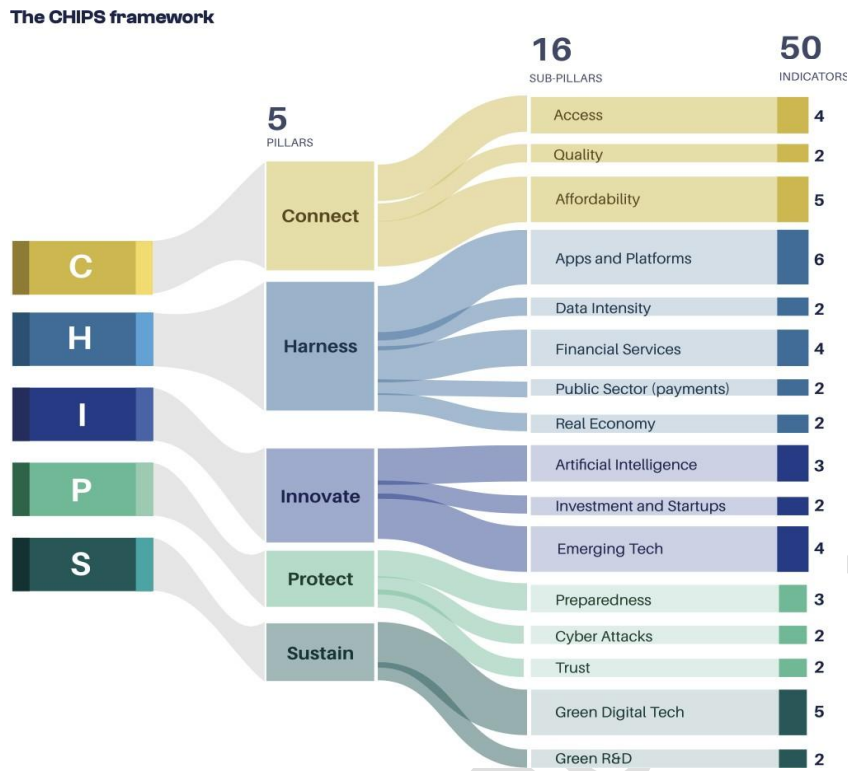 The CHIPS framework
16
SUB-PILLARS
50
INDICATORS
5
PILLARS
C
H
I
P
S
Connect
Harness
Innovate
Protect
Sustain
Access 4
Quality 2
Affordability 5
Apps and Platforms 6
Data Intensity 2
Financial Services 4
Public Sector (payments) 2
Real Economy 2
Artificial Intelligence 3
Investment and Startups 2
Emerging Tech 4
Preparedness 3
Cyber Attacks 2
Trust 2
Green Digital Tech 5
Green R&D 2